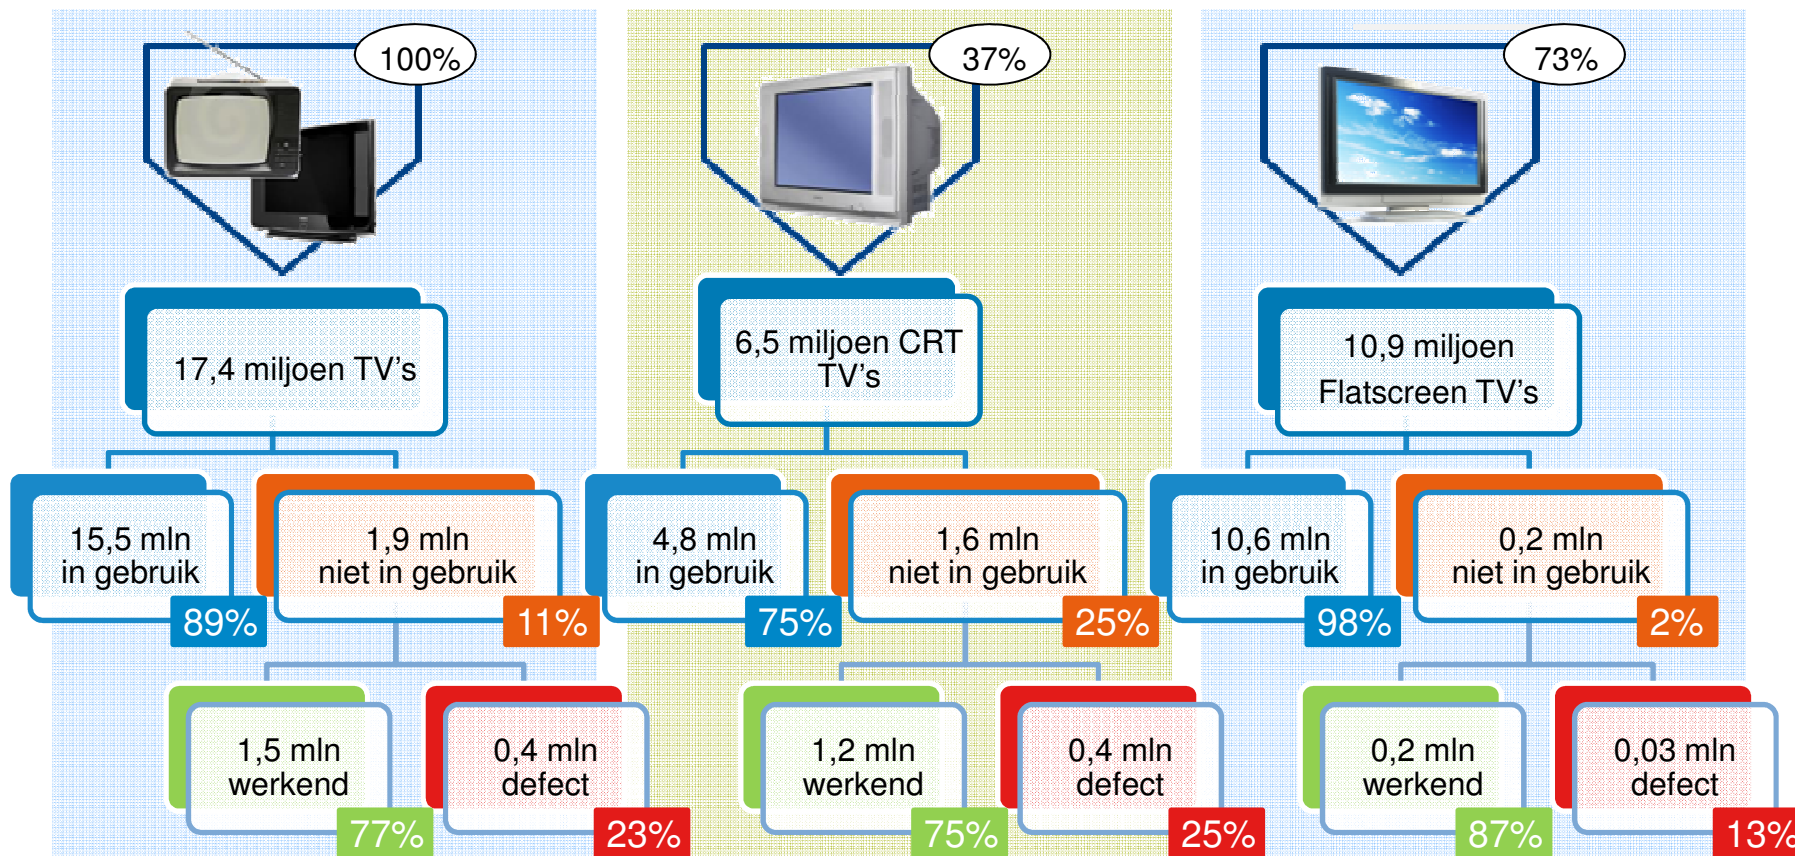 100%
17,4 miljoen TV's
15,5 mln
in gebruik
89%
1,9 mln
niet in gebruik
11%
1,5 mln
werkend
77%
0,4 mln
defect
23%
37%
6,5 miljoen CRT
TV's
4,8 mln
in gebruik
75%
1,6 mln
niet in gebruik
25%
1,2 mln
werkend
75%
0,4 mln
defect
25%
73%
10,9 miljoen
Flatscreen TV's
10,6 mln
in gebruik
98%
0,2 mln
niet in gebruik
2%
0,2 mln
werkend
87%
0,03 mln
defect
13%